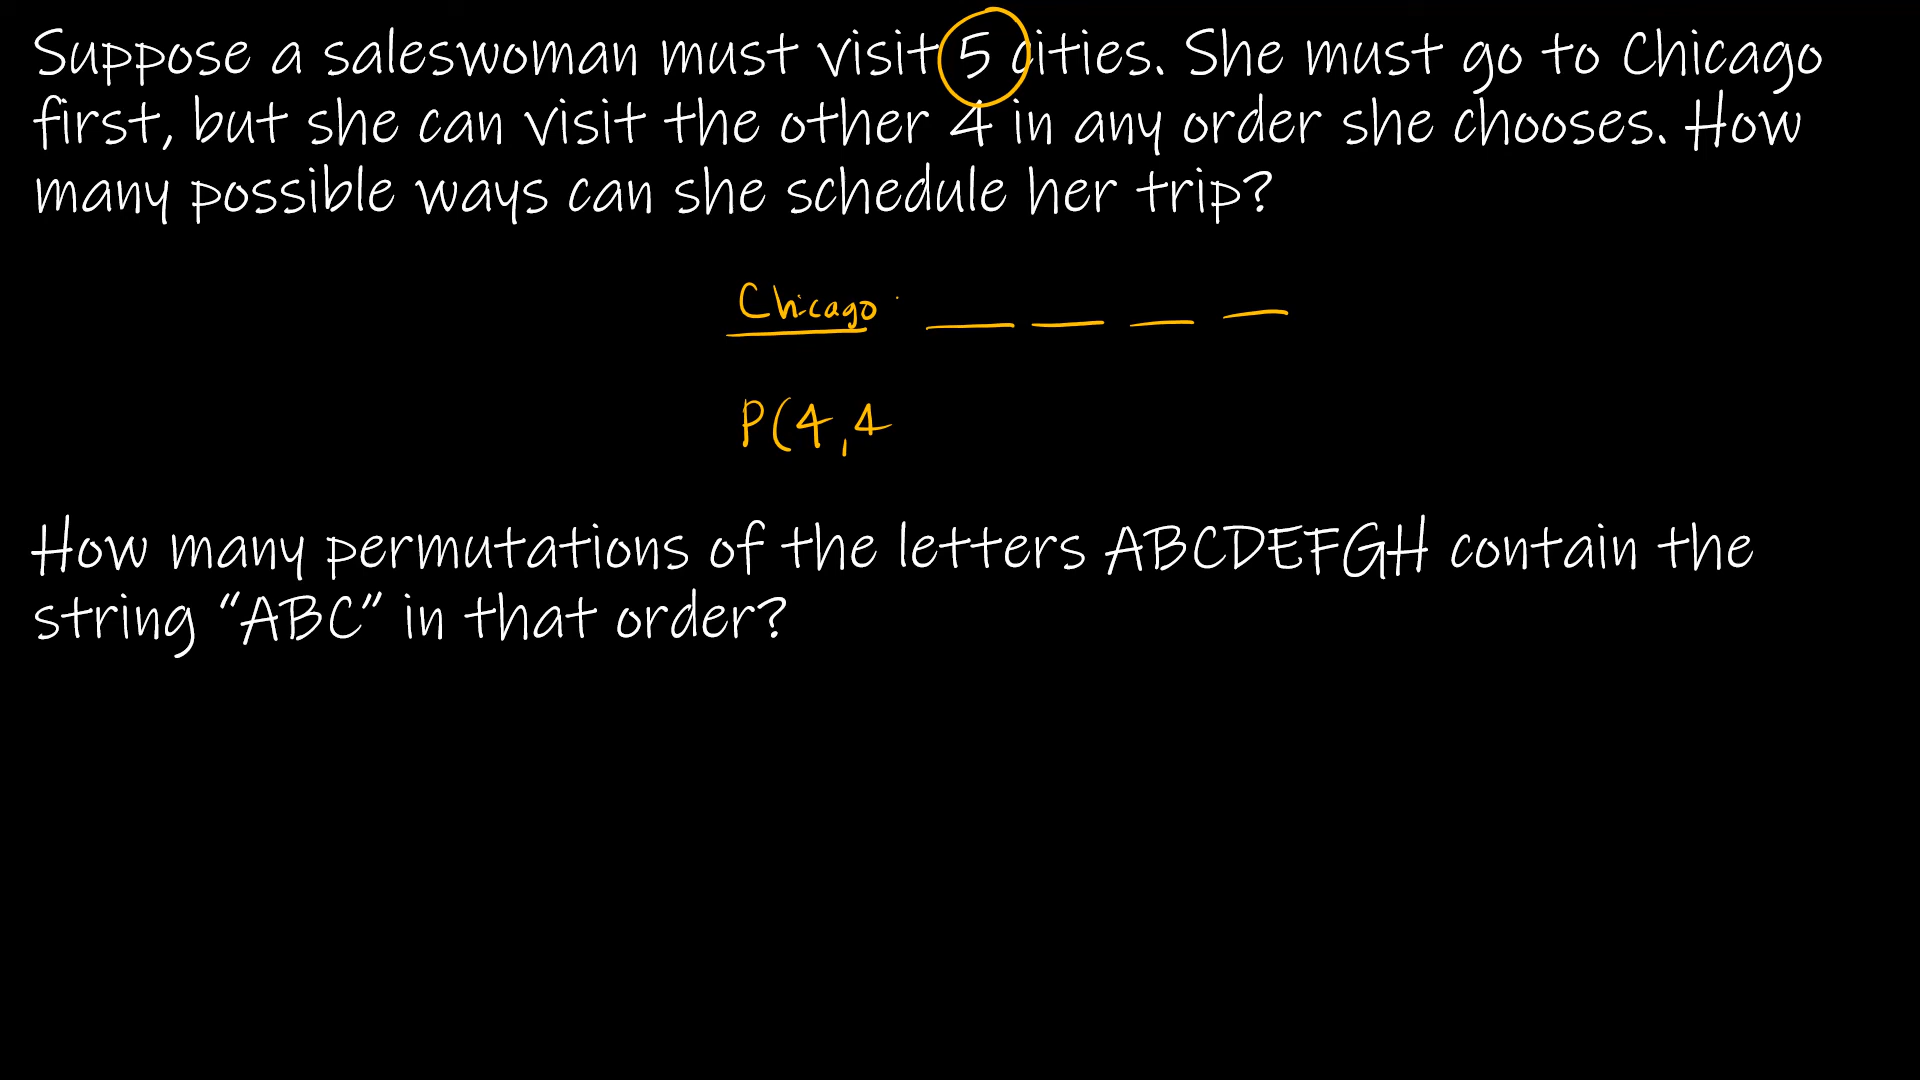 Suppose a saleswoman must visit 5 cities. She must go to Chicago
first, but she can visit the other 4 in any order she chooses. How
many possible ways can she schedule her trip?
Chicago
P(4,4
How many permutations of the letters ABCDEFGH contain the
string “ABC” in that order?